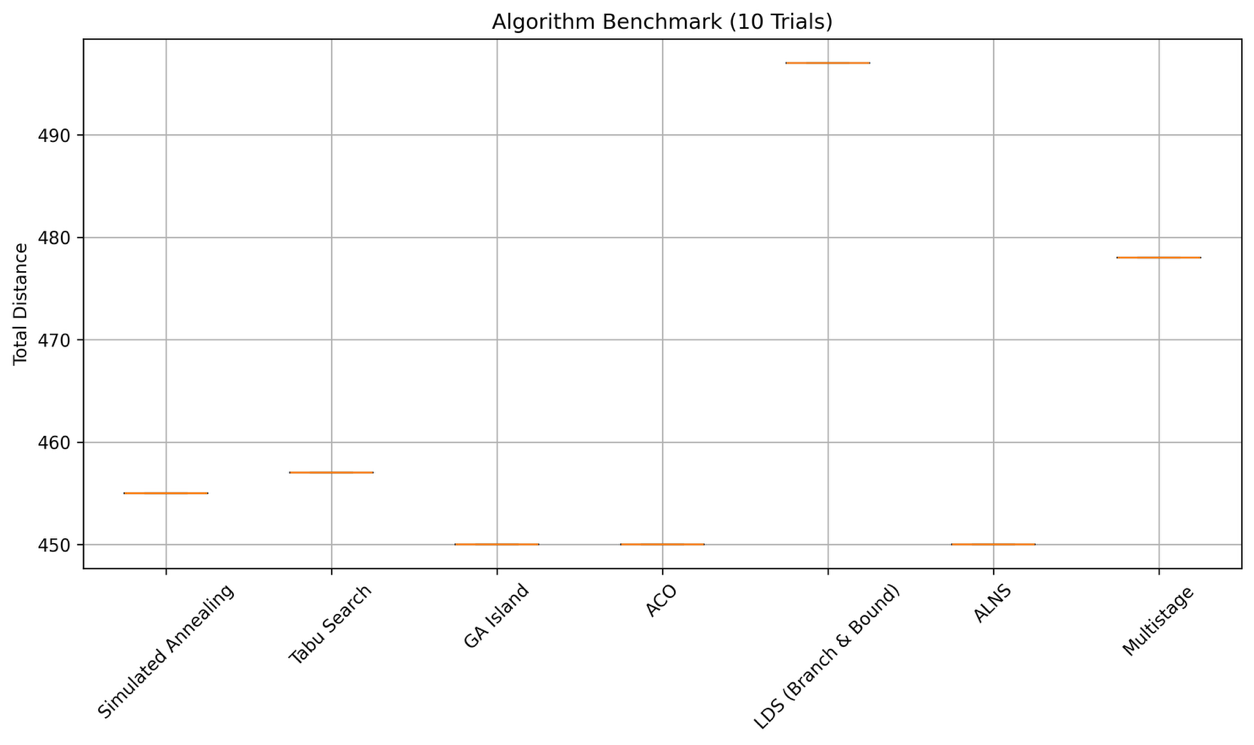 Algorithm Benchmark (10 Trials)
Total Distance
490
480
470
460
450
Simulated Annealing
Tabu Search
GA Island
ACO
LDS (Branch & Bound)
ALNS
Multistage